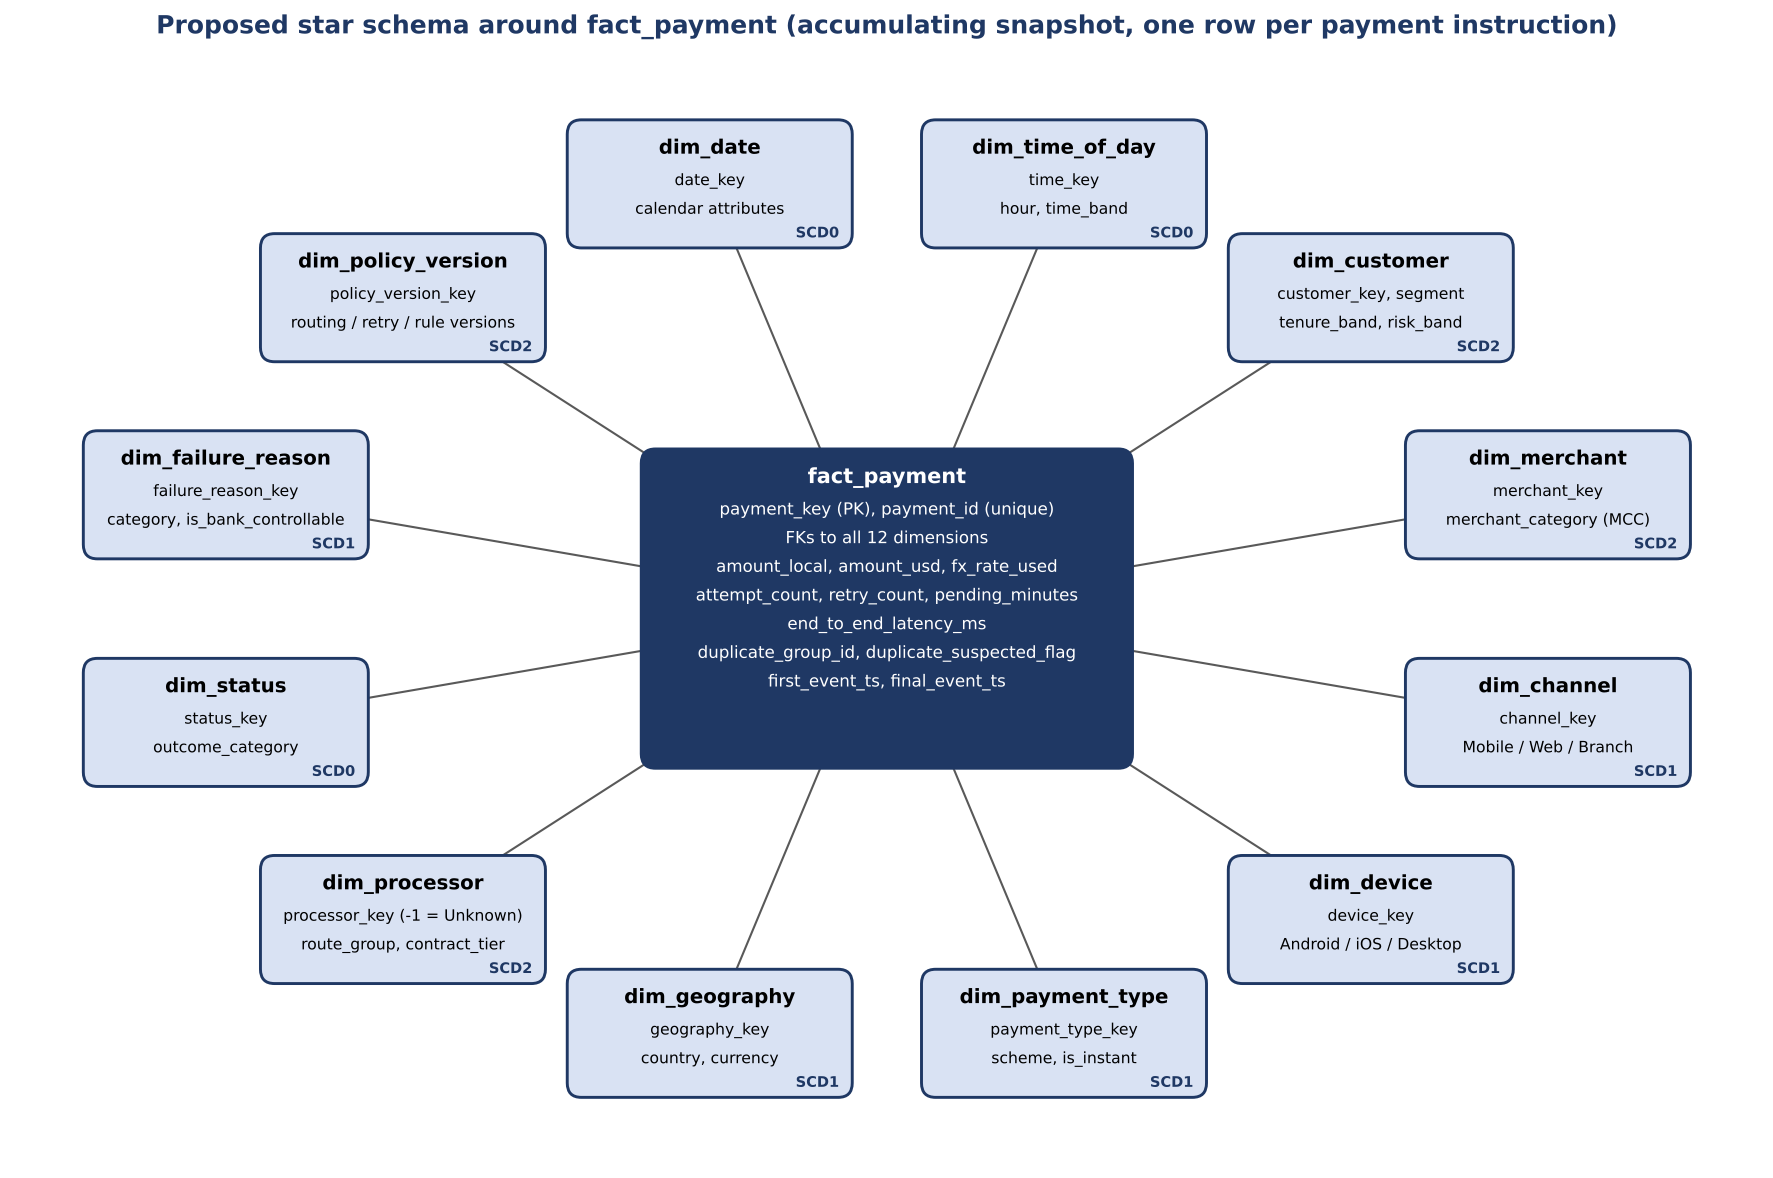 Proposed star schema around fact_payment (accumulating snapshot, one row per payment instruction)
dim_date
date_key
calendar attributes
SCD0
dim_time_of_day
time_key
hour, time_band
SCD0
dim_policy_version
policy_version_key
routing / retry / rule versions
SCD2
dim_customer
customer_key, segment
tenure_band, risk_band
SCD2
dim_failure_reason
failure_reason_key
category, is_bank_controllable
SCD1
fact_payment
payment_key (PK), payment_id (unique)
FKs to all 12 dimensions
amount_local, amount_usd, fx_rate_used
attempt_count, retry_count, pending_minutes
end_to_end_latency_ms
duplicate_group_id, duplicate_suspected_flag
first_event_ts, final_event_ts
dim_merchant
merchant_key
merchant_category (MCC)
SCD2
dim_status
status_key
outcome_category
SCD0
dim_channel
channel_key
Mobile / Web / Branch
SCD1
dim_processor
processor_key (-1 = Unknown)
route_group, contract_tier
SCD2
dim_device
device_key
Android / iOS / Desktop
SCD1
dim_geography
geography_key
country, currency
SCD1
dim_payment_type
payment_type_key
scheme, is_instant
SCD1